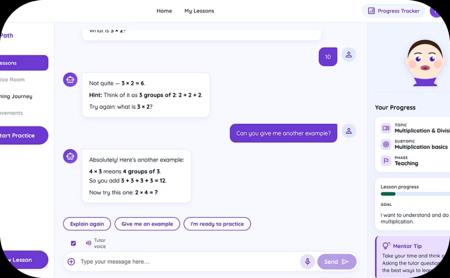 Home
My Lessons
Progress Tracker
Path
What is 3 × 2?
essons
ice Room
ning Journey
vements
tart Practice
10
Not quite — 3 × 2 = 6.
Hint: Think of it as 3 groups of 2: 2 + 2 + 2.
Try again: what is 3 × 2?
Can you give me another example?
Absolutely! Here's another example:
4 × 3 means 4 groups of 3.
So you add 3 + 3 + 3 + 3 = 12.
Now try this one: 2 × 4 = ?
Explain again
Give me an example
I'm ready to practice
Tutor
voice
w Lesson
Type your message here...
Send
Your Progress
TOPIC
Multiplication & Divisi
SUBTOPIC
Multiplication basics
PHASE
Teaching
Lesson progress
GOAL
I want to understand and do
multiplication.
Mentor Tip
Take your time and think e
Asking the tutor question
the best ways to lear